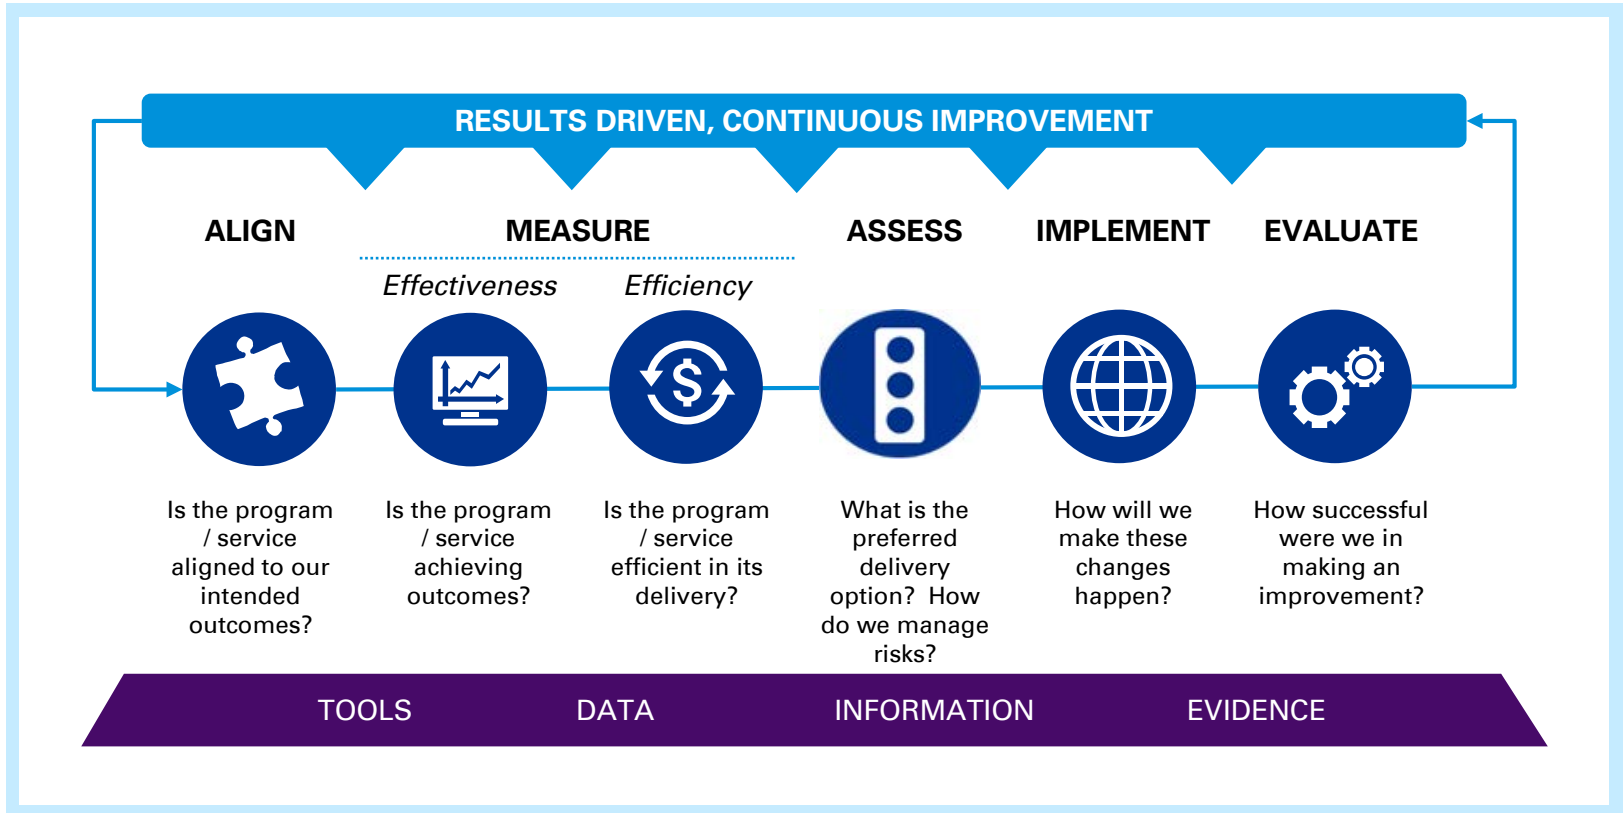 RESULTS DRIVEN, CONTINUOUS IMPROVEMENT
ALIGN
MEASURE
ASSESS
IMPLEMENT
EVALUATE
Effectiveness
Efficiency
$
Is the program
/ service
aligned to our
intended
outcomes?
Is the program
/ service
achieving
outcomes?
Is the program
/ service
efficient in its
delivery?
What is the
preferred
delivery
option?  How
do we manage
risks?
How will we
make these
changes
happen?
How successful
were we in
making an
improvement?
TOOLS
DATA
INFORMATION
EVIDENCE